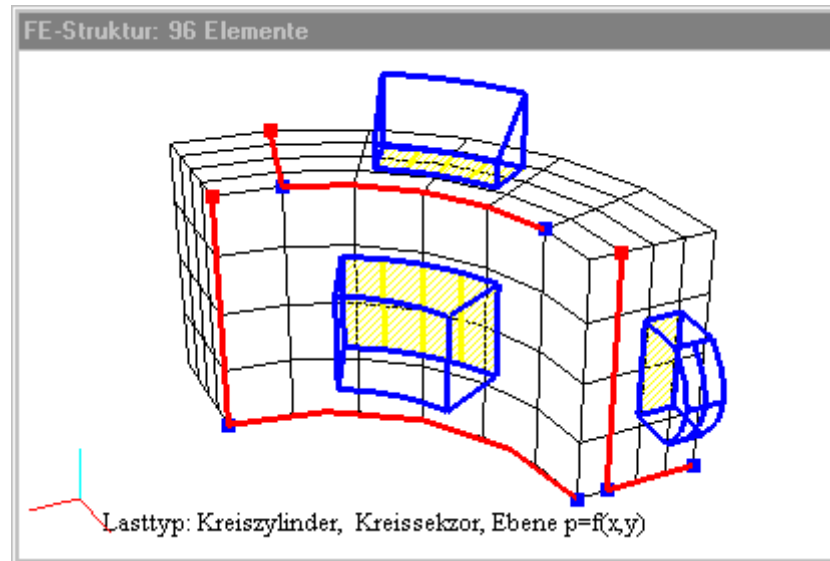 FE-Struktur: 96 Elemente
Lasttyp: Kreiszylinder, Kreissekzor, Ebene p=f(x,y)